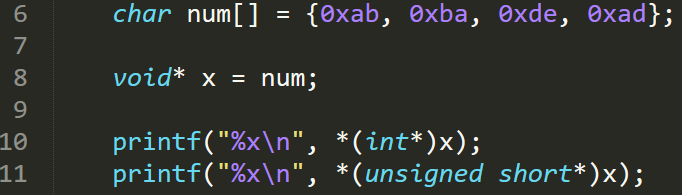 6 char num[] = {0xab, 0xba, 0xde, 0xad};
7
8 void* x = num;
9
10 printf("%x\n", *(int*)x);
11 printf("%x\n", *(unsigned short*)x);